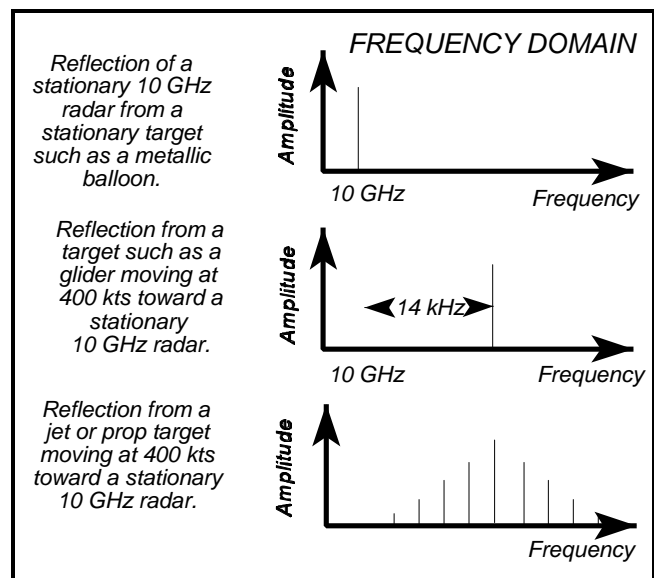 FREQUENCY DOMAIN
Reflection of a
stationary 10 GHz
radar from a
stationary target
such as a metallic
balloon.
Amplitude
10 GHz
Frequency
Reflection from a
target such as a
glider moving at
400 kts toward a
stationary
10 GHz radar.
Amplitude
14 kHz
10 GHz
Frequency
Reflection from a
jet or prop target
moving at 400 kts
toward a stationary
10 GHz radar.
Amplitude
Frequency